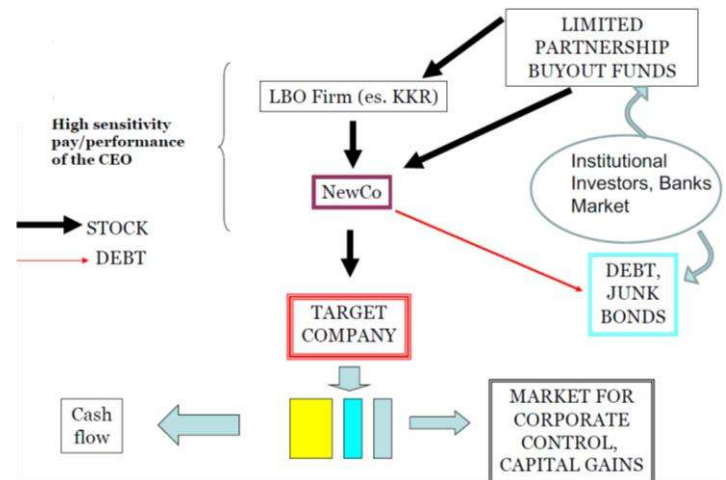 LIMITED
PARTNERSHIP
BUYOUT FUNDS
LBO Firm (es. KKR)
High sensitivity
pay/performance
of the CEO
Institutional
Investors, Banks
Market
NewCo
STOCK
DEBT
DEBT,
JUNK
BONDS
TARGET
COMPANY
Cash
flow
MARKET FOR
CORPORATE
CONTROL,
CAPITAL GAINS